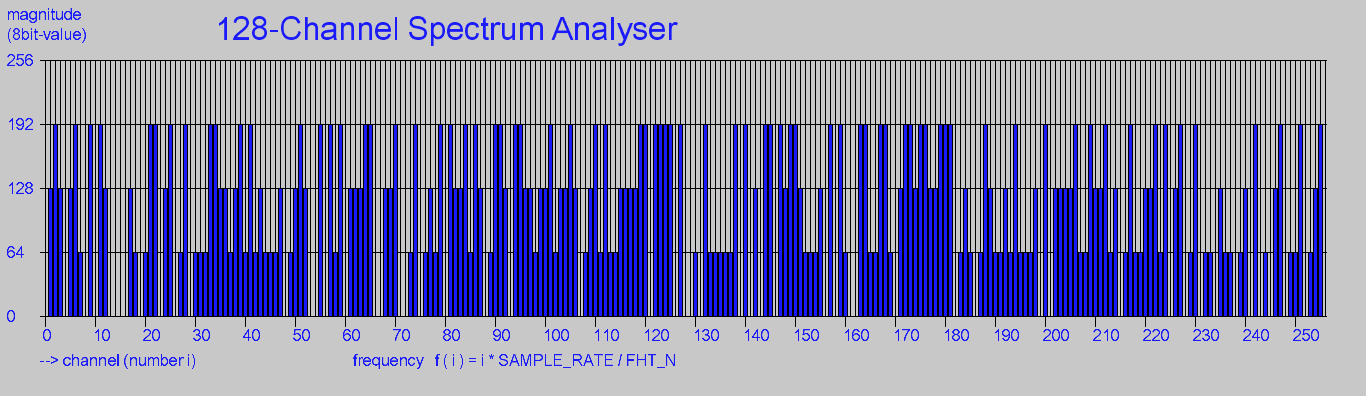 magnitude
(8bit-value)
128-Channel Spectrum Analyser
256
192
128
64
0
0 10 20 30 40 50 60 70 80 90 100 110 120 130 140 150 160 170 180 190 200 210 220 230 240 250
--> channel (number i) frequency f ( i ) = i * SAMPLE_RATE / FHT_N